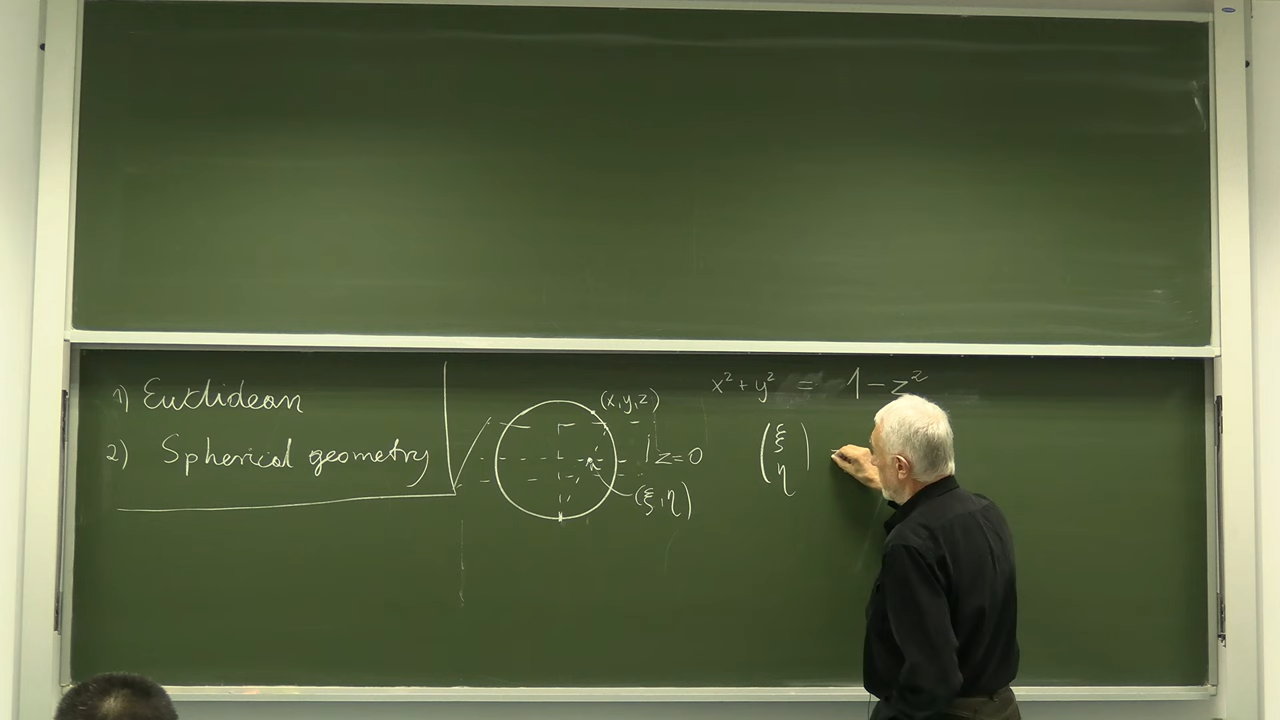 1) Euclidean
2) Spherical geometry
(x,y,z)
z=0
(ξ,η)
x² + y² = 1 - z²
(ξ
η)